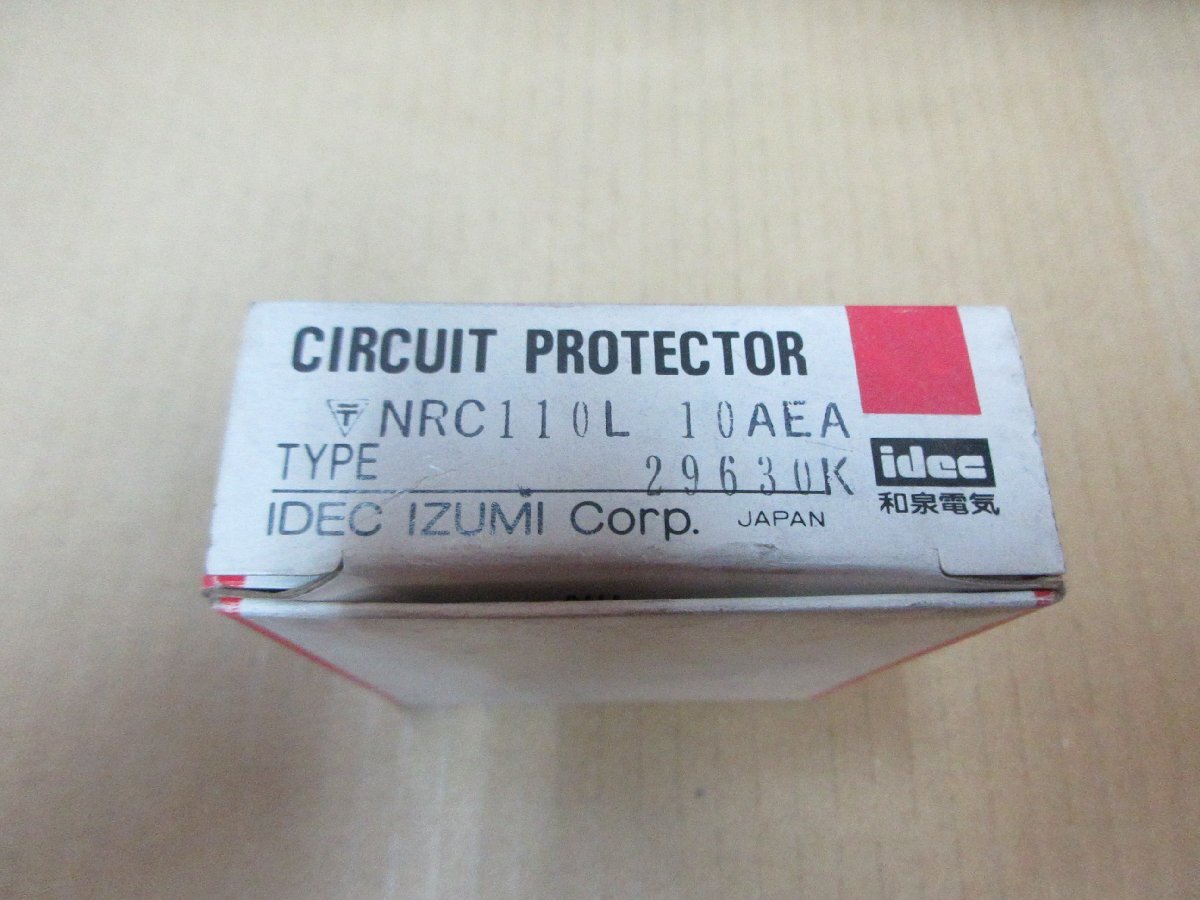 CIRCUIT PROTECTOR
NRC110L 10AEA
TYPE 29630K
IDEC IZUMI Corp. JAPAN
idec
和泉電気